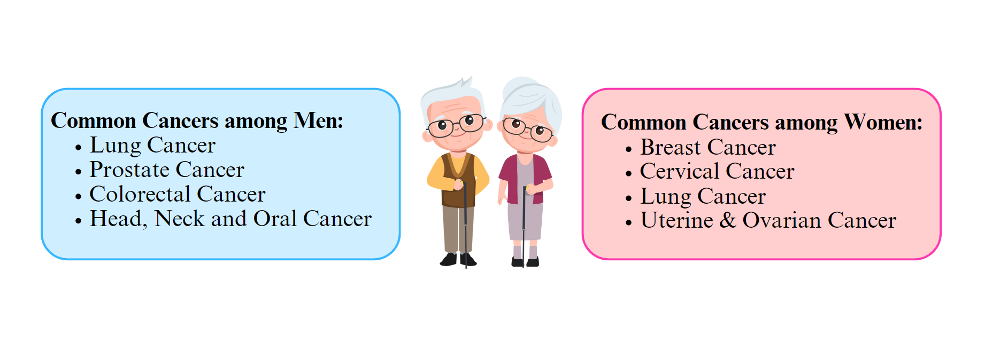 Common Cancers among Men:
• Lung Cancer
• Prostate Cancer
• Colorectal Cancer
• Head, Neck and Oral Cancer
Common Cancers among Women:
• Breast Cancer
• Cervical Cancer
• Lung Cancer
• Uterine & Ovarian Cancer